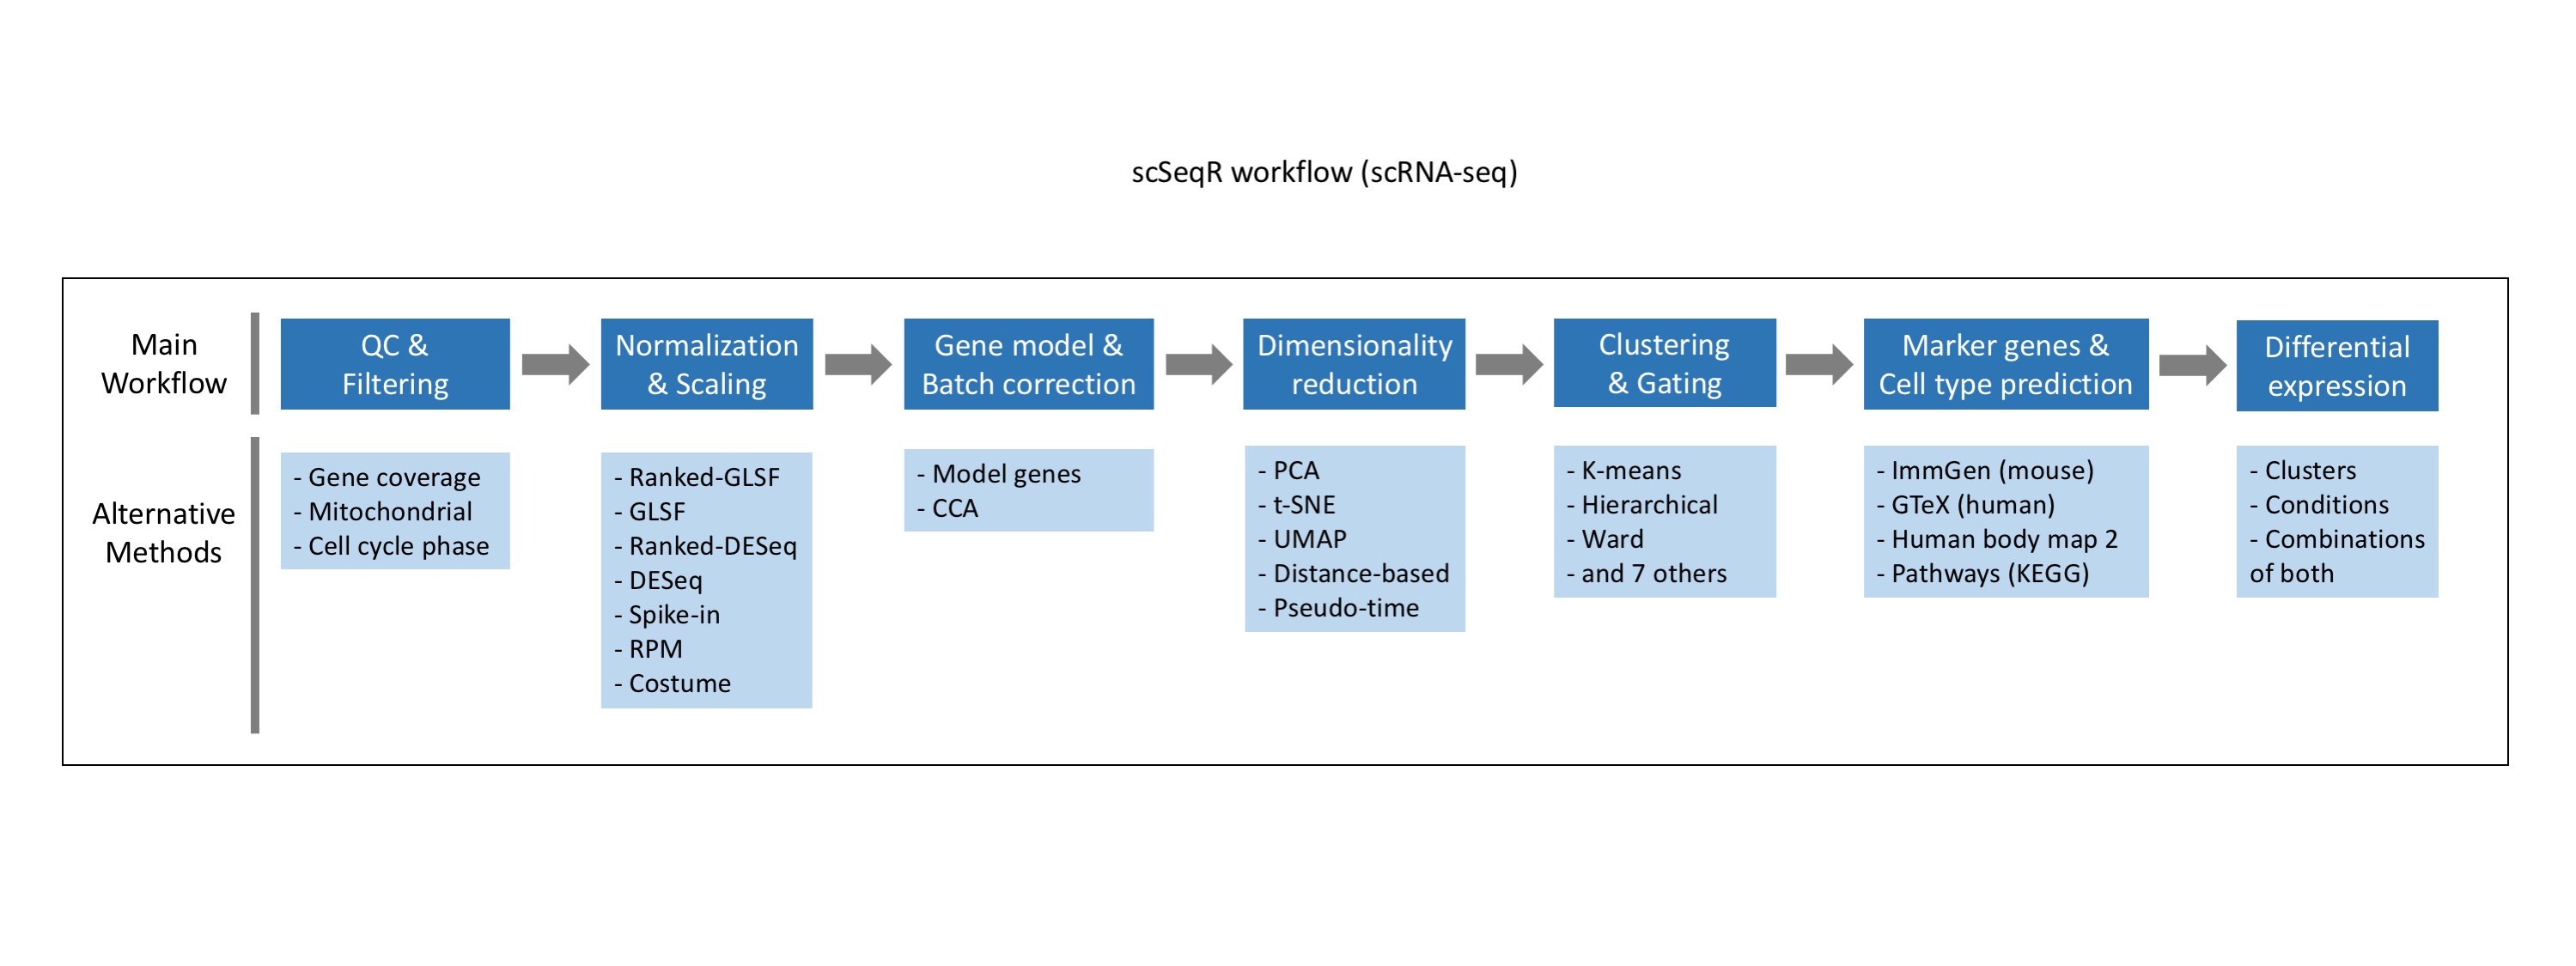 scSeqR workflow (scRNA-seq)
Main
Workflow
QC &
Filtering
Normalization
& Scaling
Gene model &
Batch correction
Dimensionality
reduction
Clustering
& Gating
Marker genes &
Cell type prediction
Differential
expression
Alternative
Methods
- Gene coverage
- Mitochondrial
- Cell cycle phase
- Ranked-GLSF
- GLSF
- Ranked-DESeq
- DESeq
- Spike-in
- RPM
- Costume
- Model genes
- CCA
- PCA
- t-SNE
- UMAP
- Distance-based
- Pseudo-time
- K-means
- Hierarchical
- Ward
- and 7 others
- ImmGen (mouse)
- GTeX (human)
- Human body map 2
- Pathways (KEGG)
- Clusters
- Conditions
- Combinations
of both